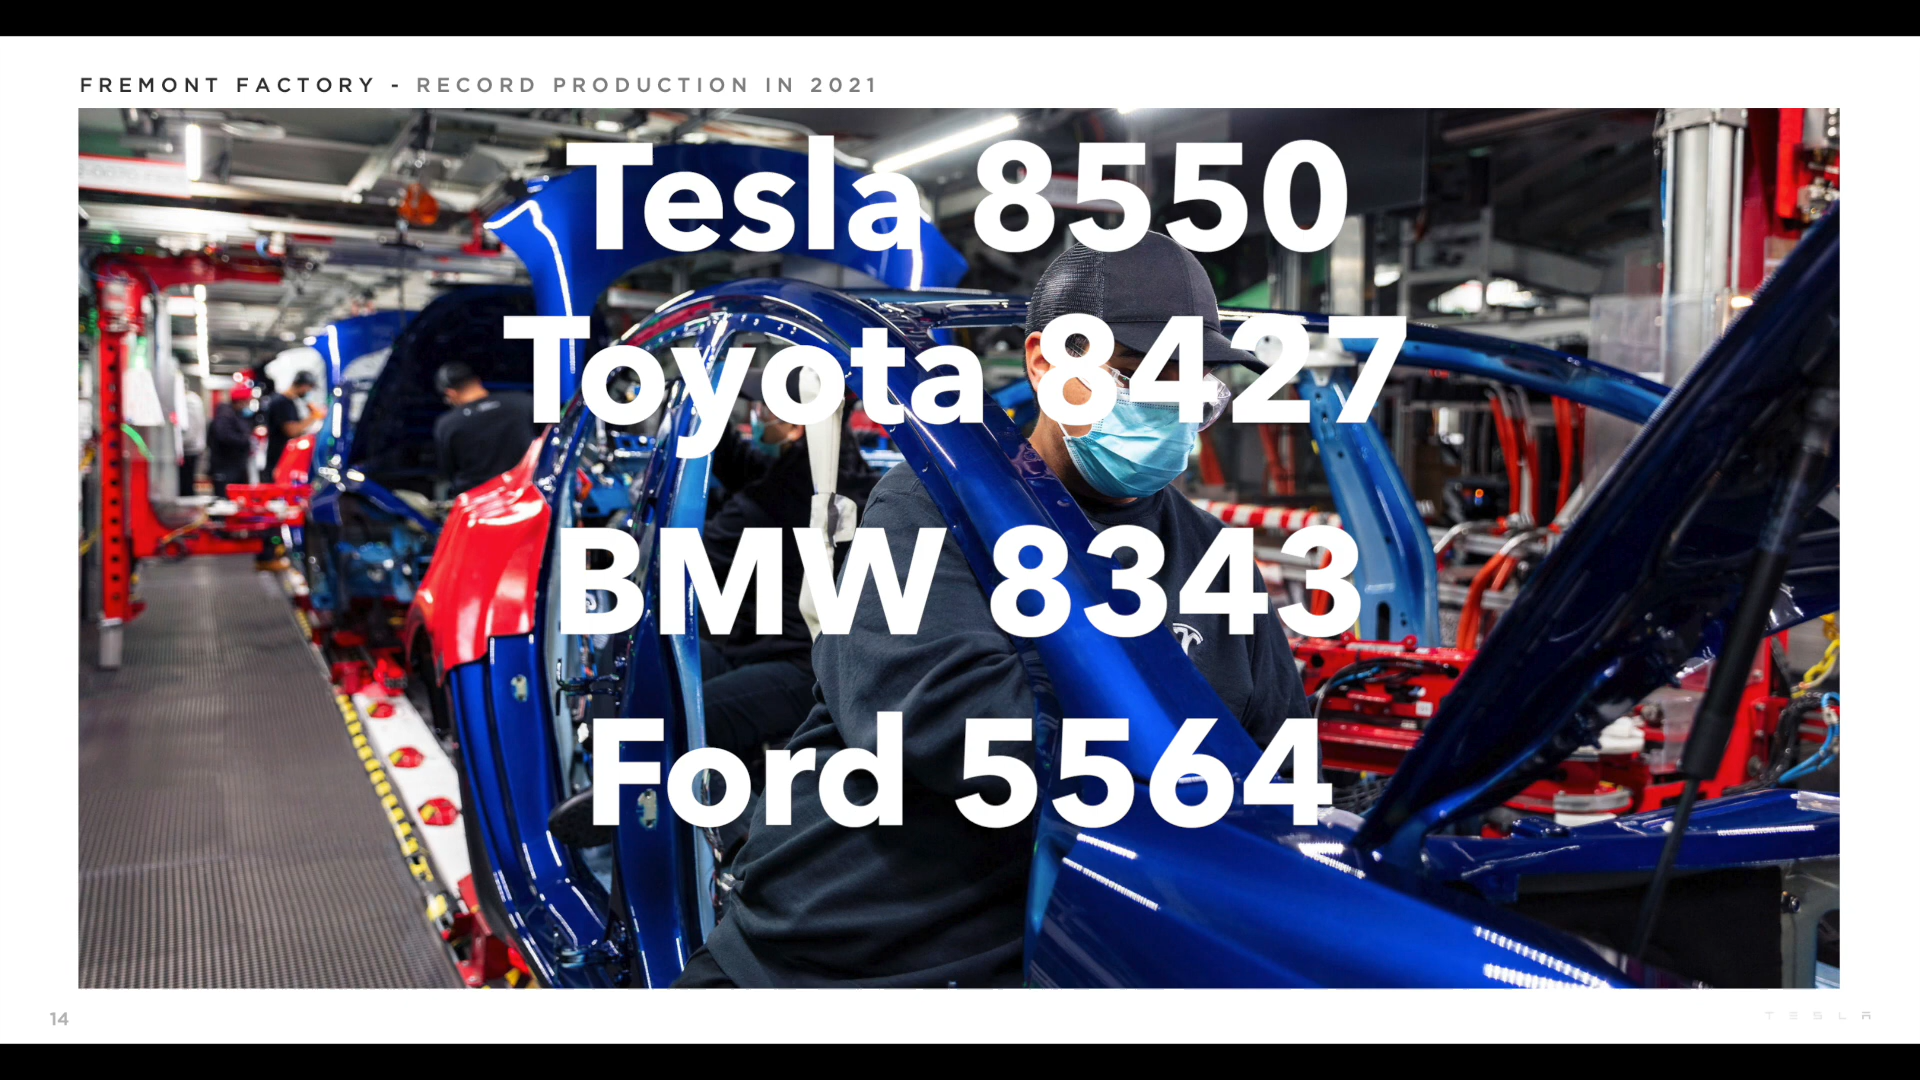 FREMONT FACTORY - RECORD PRODUCTION IN 2021
Tesla 8550
Toyota 8427
BMW 8343
Ford 5564
14
TESLA